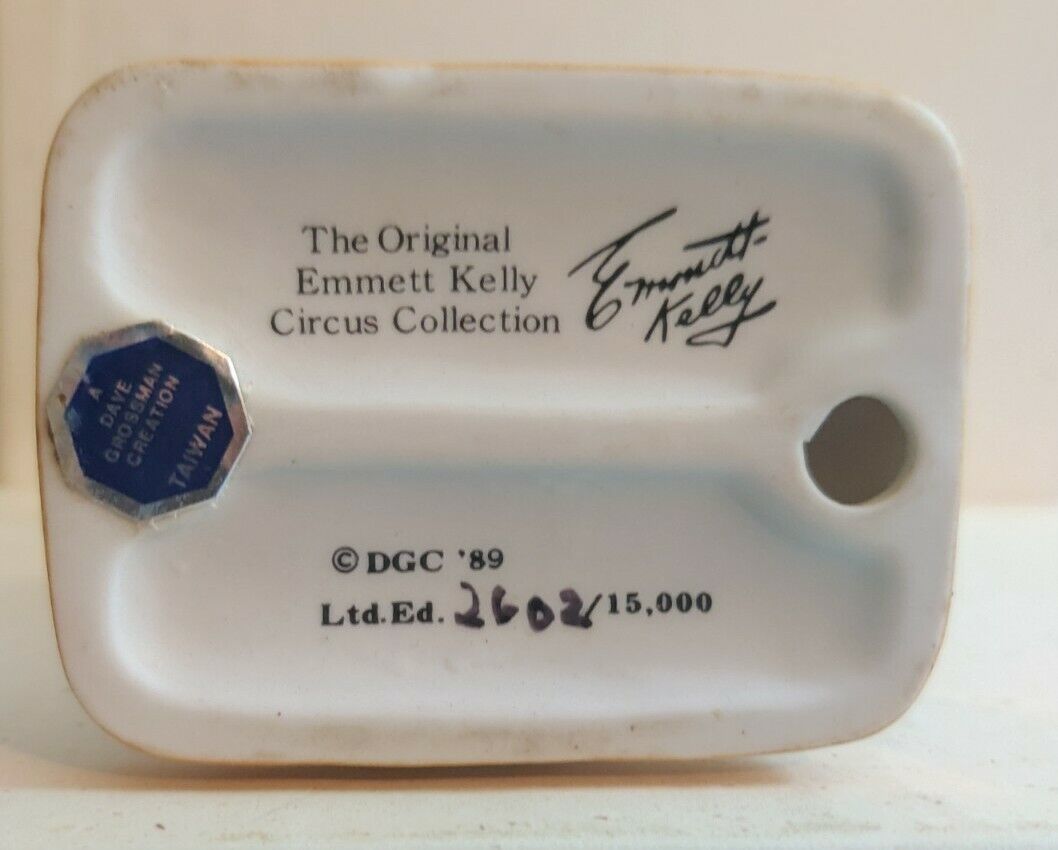 The Original
Emmett Kelly
Circus Collection
Emmett
Kelly
A
DAVE
GROSSMAN
CREATION
TAIWAN
© DGC '89
Ltd.Ed. 2602/15,000